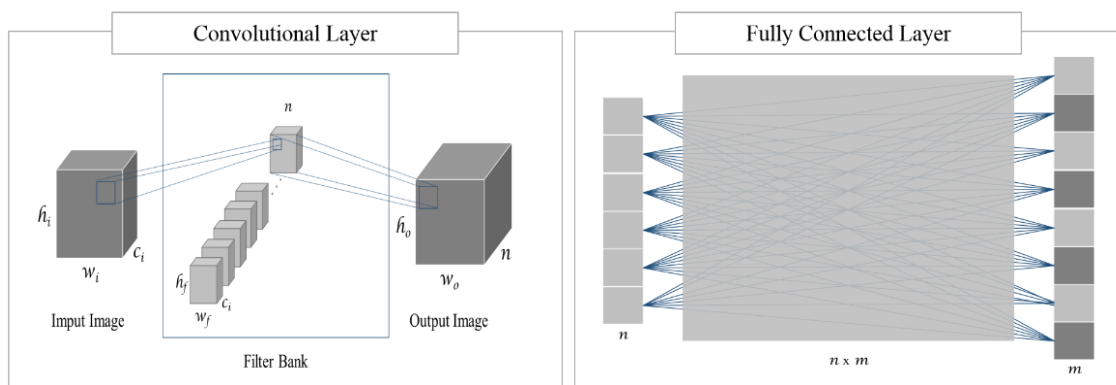 Convolutional Layer
n
h_i
w_i
c_i
Imput Image
h_f
w_f
c_i
Filter Bank
h_o
w_o
n
Output Image
Fully Connected Layer
n
n x m
m